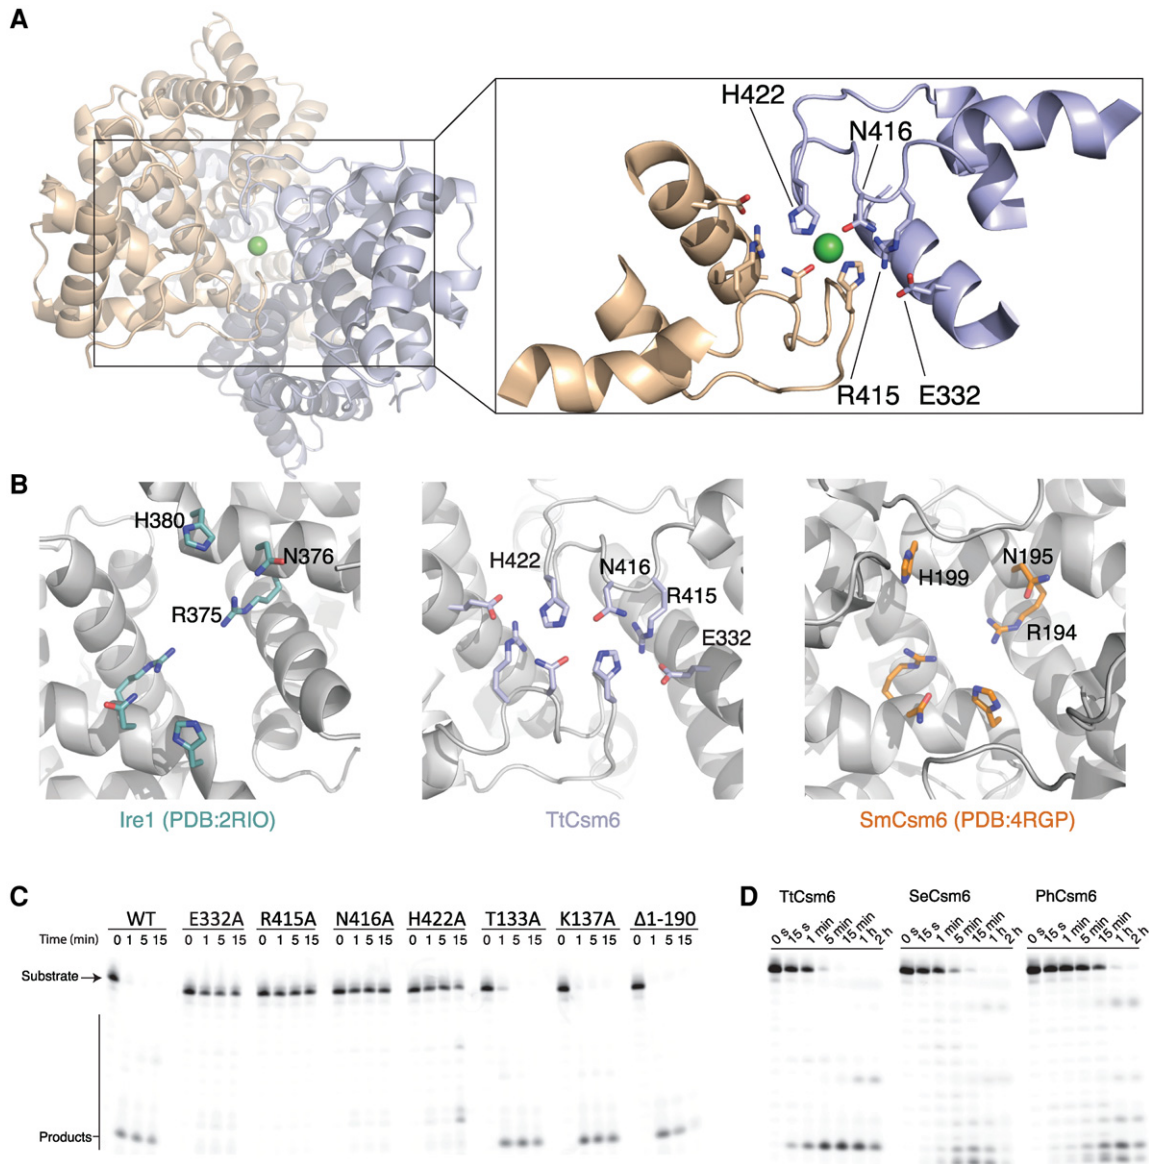 A
H422
N416
R415 E332
B
H380
N376
R375
Ire1 (PDB:2RIO)
H422
N416
R415
E332
TtCsm6
H199
N195
R194
SmCsm6 (PDB:4RGP)
C
WT E332A R415A N416A H422A T133A K137A Δ1-190
Time (min) 0 1 5 15 0 1 5 15 0 1 5 15 0 1 5 15 0 1 5 15 0 1 5 15 0 1 5 15 0 1 5 15
Substrate
Products
D
TtCsm6 SeCsm6 PhCsm6
0 s 15 s 1 min 5 min 15 min 1 h 2 h 0 s 15 s 1 min 5 min 15 min 1 h 2 h 0 s 15 s 1 min 5 min 15 min 1 h 2 h